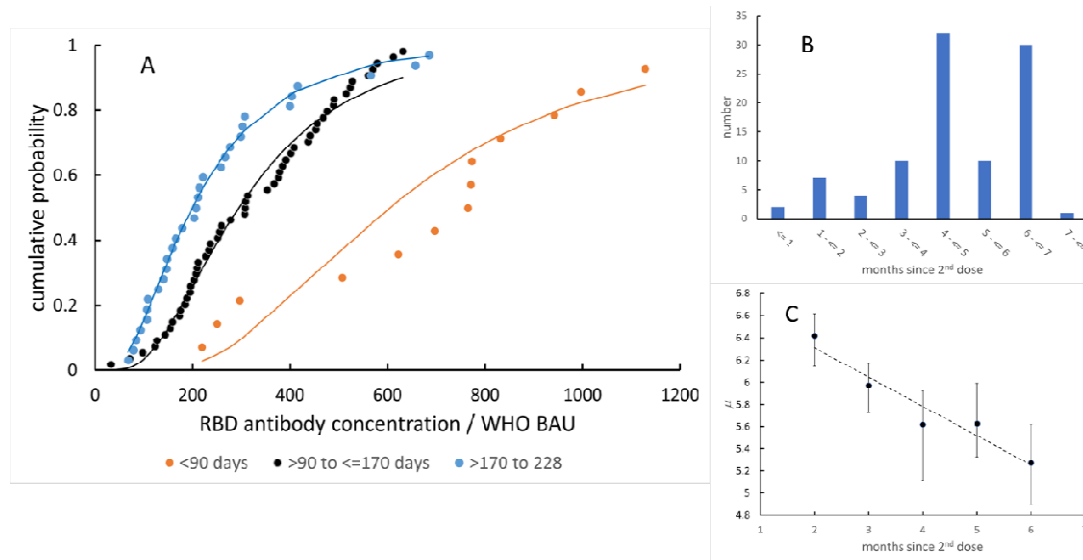 A
1
0.8
0.6
0.4
0.2
0
cumulative probability
0 200 400 600 800 1000 1200
RBD antibody concentration / WHO BAU
<90 days >90 to <=170 days >170 to 228
B
35
30
25
20
15
10
5
0
number
<= 1 1 - <= 2 2 - <= 3 3 - <= 4 4 - <= 5 5 - <= 6 6 - <= 7
months since 2nd dose
C
6.8
6.6
6.4
6.2
6
5.8
5.6
5.4
5.2
5
4.8
μ
1 2 3 4 5 6
months since 2nd dose